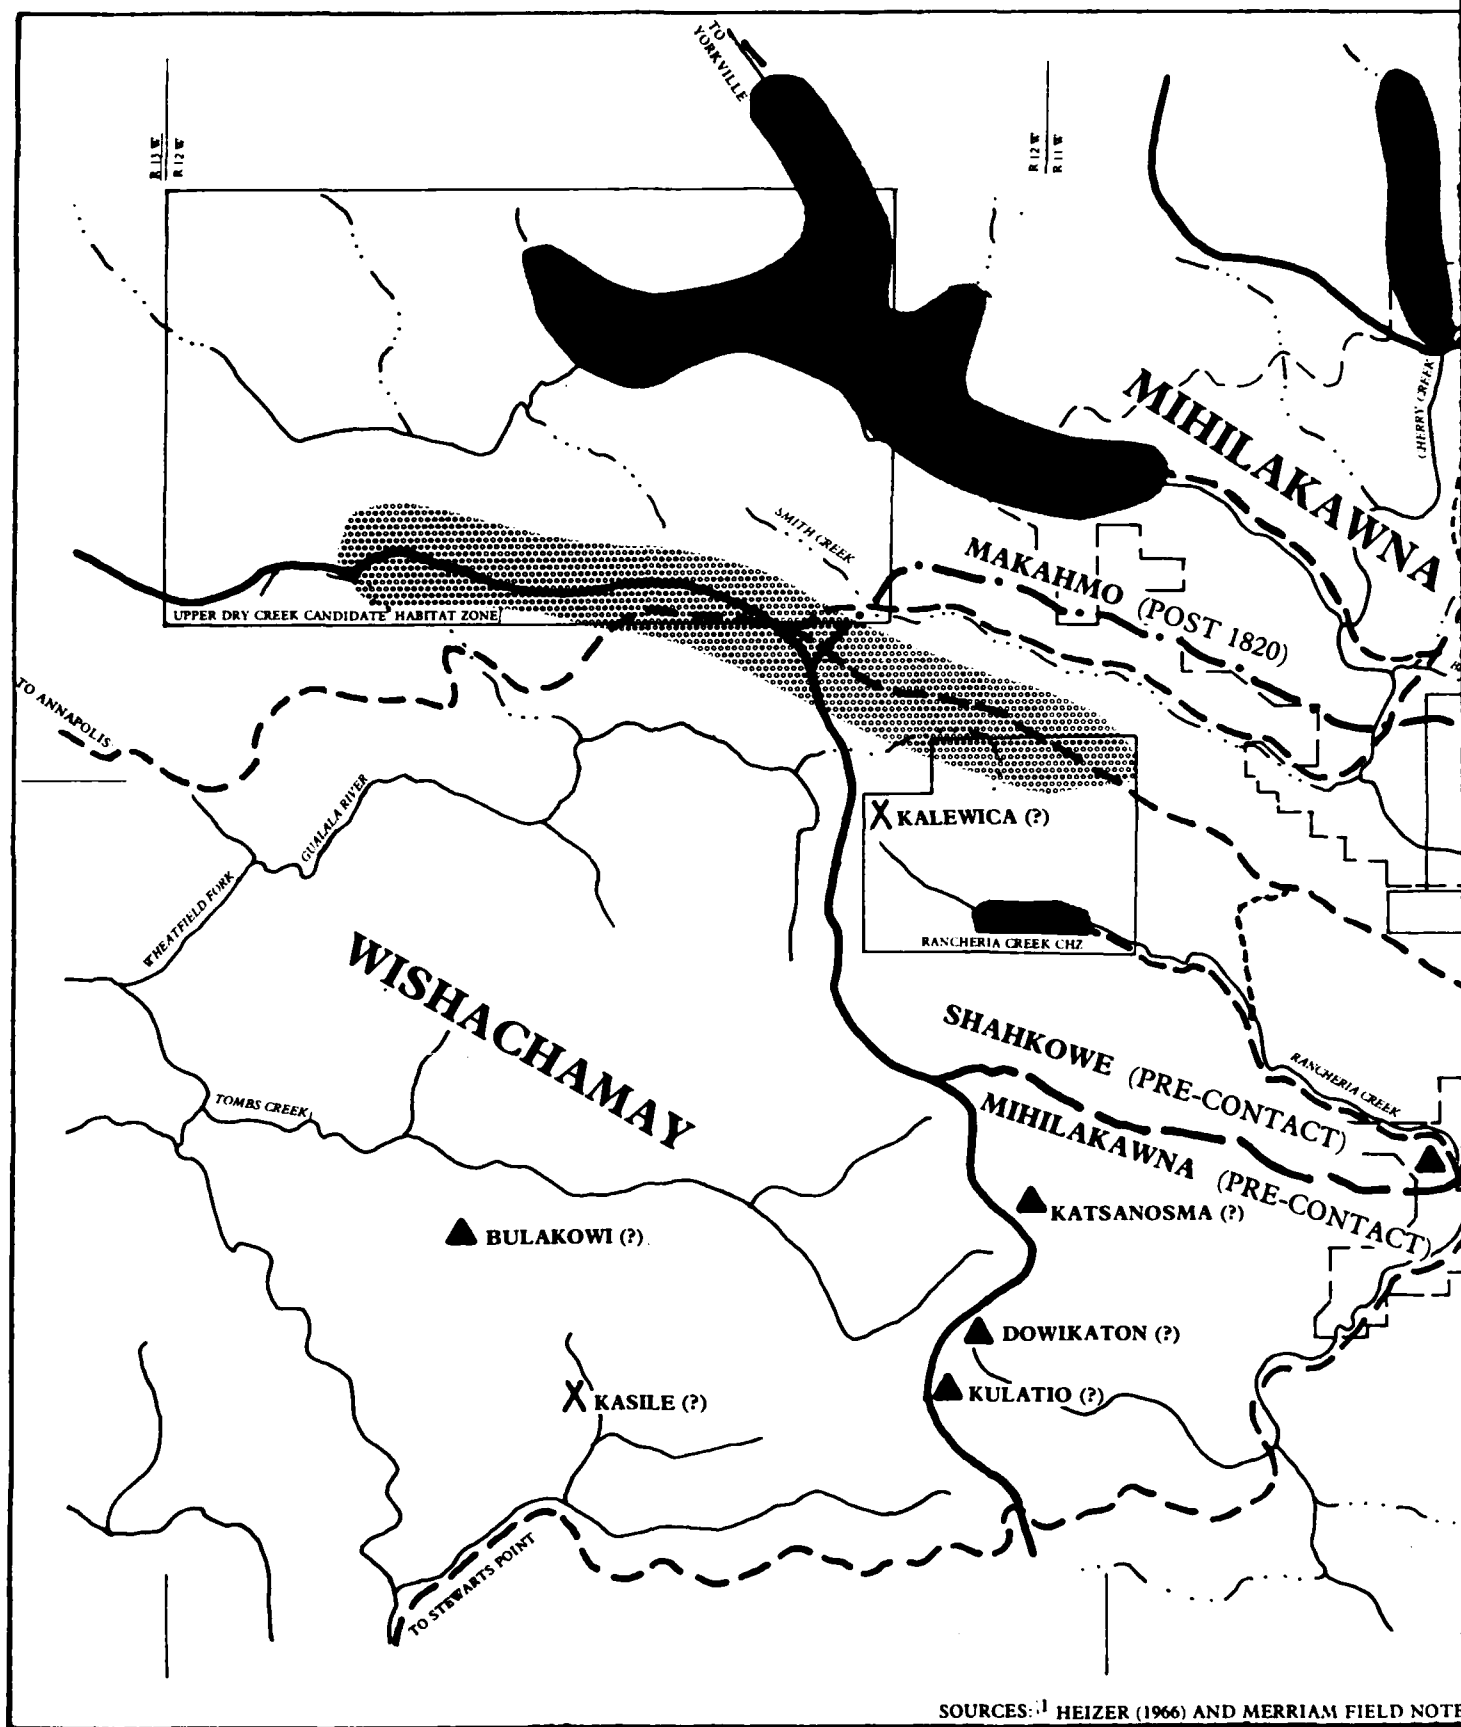 TO
YORKVILLE
R 13 W
R 12 W
R 12 W
R 11 W
MIHILAKAWNA
CHERRY CREEK
SMITH CREEK
MAKAHMO (POST 1820)
UPPER DRY CREEK CANDIDATE HABITAT ZONE
TO ANNAPOLIS
GUALALA RIVER
X KALEWICA (?)
WHEATFIELD FORK
RANCHERIA CREEK CHZ
WISHACHAMAY
SHAHKOWE (PRE-CONTACT)
RANCHERIA CREEK
MIHILAKAWNA (PRE-CONTACT)
TOMBS CREEK
KATSANOSMA (?)
BULAKOWI (?)
DOWIKATON (?)
KULATIO (?)
X KASILE (?)
TO STEWARTS POINT
SOURCES: 1 HEIZER (1966) AND MERRIAM FIELD NOTE